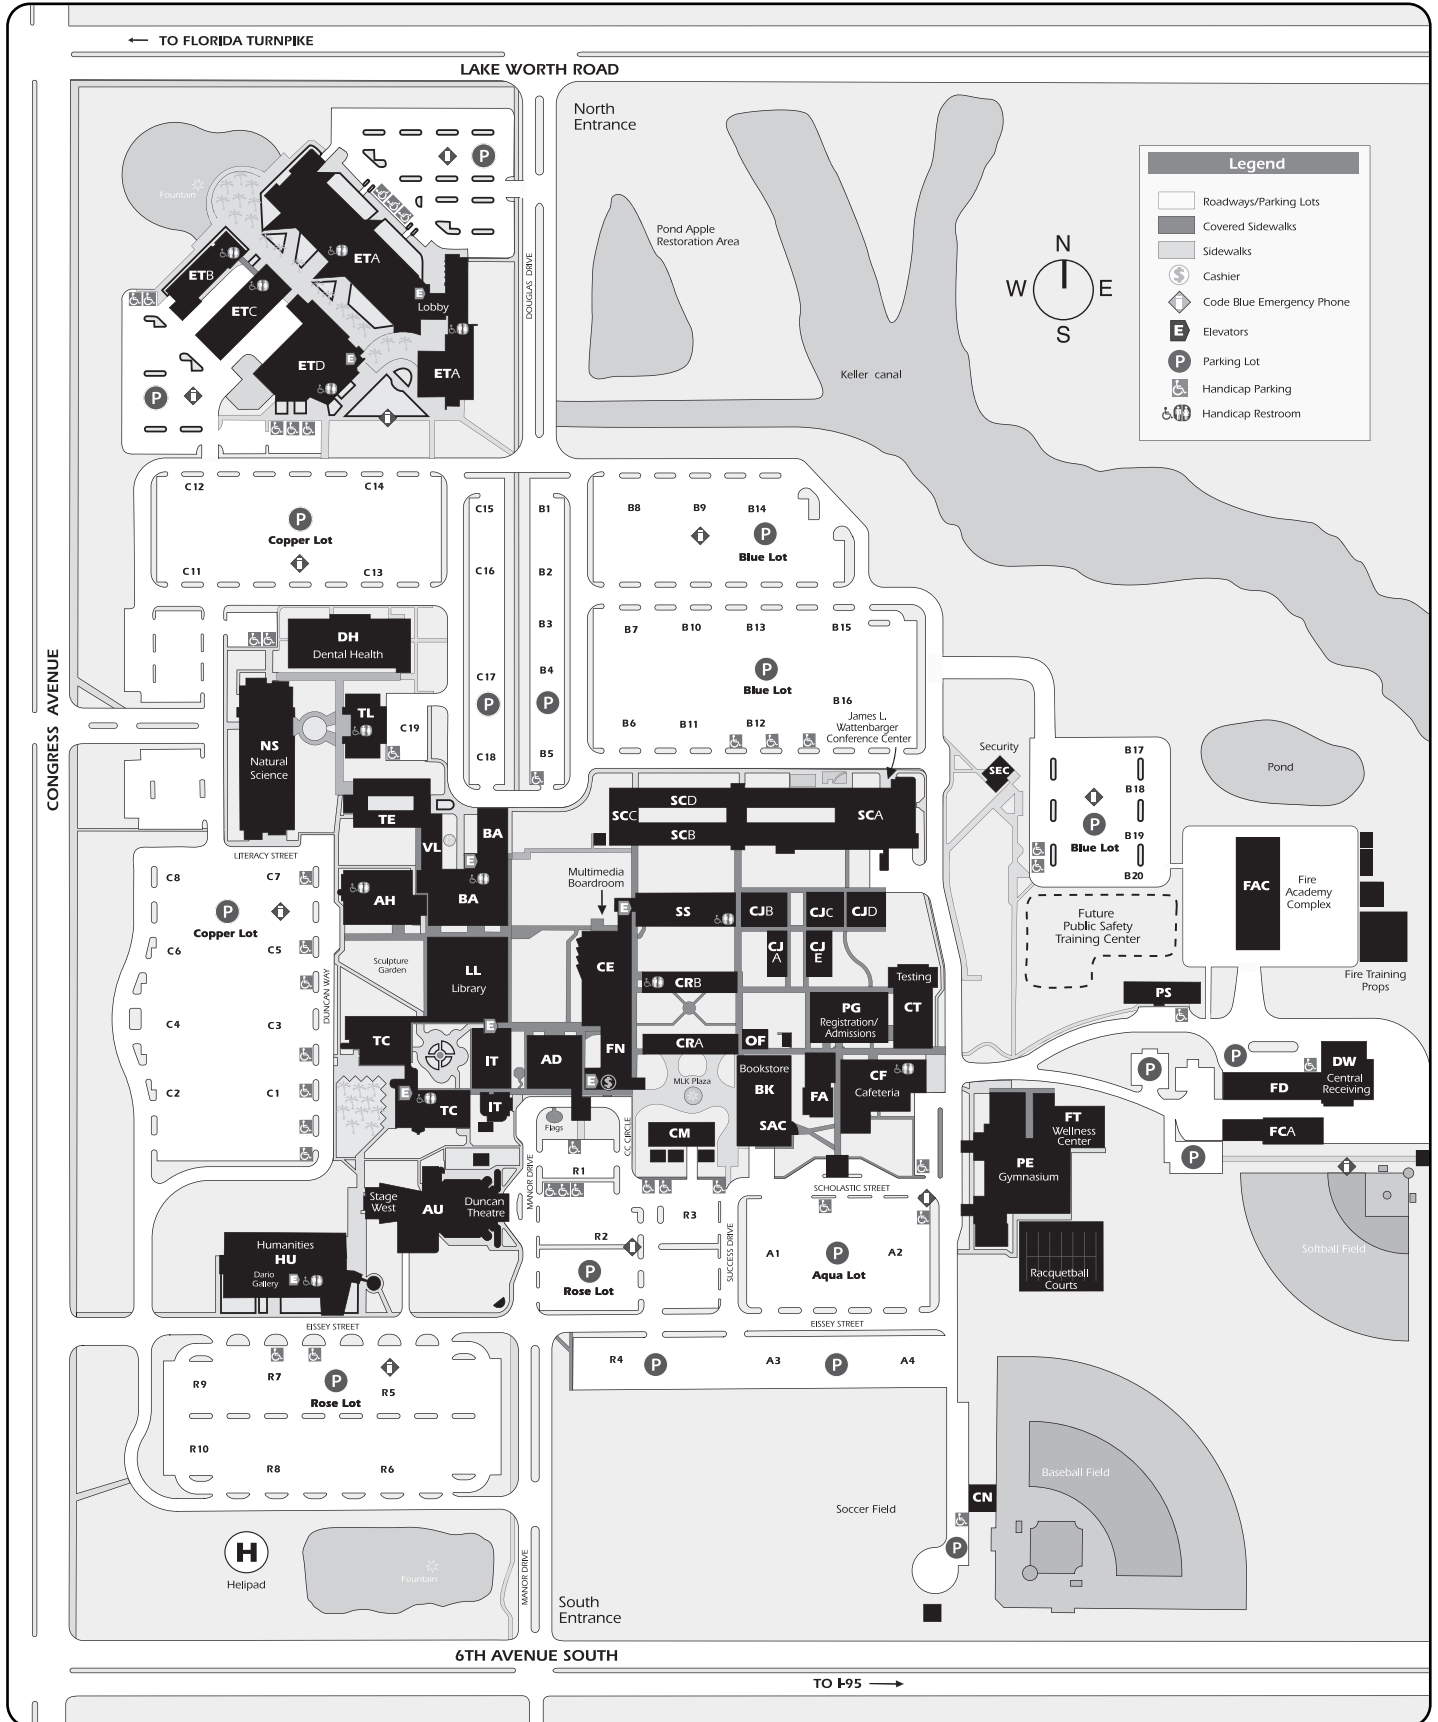 ← TO FLORIDA TURNPIKE
LAKE WORTH ROAD
North
Entrance
Legend
Roadways/Parking Lots
Covered Sidewalks
Sidewalks
$ Cashier
Code Blue Emergency Phone
E Elevators
P Parking Lot
Handicap Parking
Handicap Restroom
N
W E
S
Fountain
P
ETA
ETB
ETC
E
Lobby
ETD
E
ETA
P
DOUGLAS DRIVE
Pond Apple
Restoration Area
Keller canal
C12
C14
P
Copper Lot
C11
C13
C15
C16
C17
P
C18
B1
B2
B3
B4
P
B5
B8
B9
B14
P
Blue Lot
B7
B10
B13
B15
P
Blue Lot
B16
B6
B11
B12
James L.
Wattenbarger
Conference Center
CONGRESS AVENUE
DH
Dental Health
TL
C19
NS
Natural
Science
TE
VL
BA
E
BA
AH
LITERACY STREET
SCD
SCC
SCB
SCA
Security
SEC
B17
B18
P
B19
Blue Lot
B20
Pond
FAC
Fire
Academy
Complex
Fire Training
Props
Future
Public Safety
Training Center
C8
C7
P
Copper Lot
C6
C5
C4
C3
C2
C1
DUNCAN WAY
Sculpture
Garden
LL
Library
Multimedia
Boardroom
E
SS
CJB
CJC
CJD
CJ
A
CJ
E
CE
CRB
Testing
CT
PG
Registration/
Admissions
PS
TC
E
IT
AD
FN
CRA
OF
E
$
MLK Plaza
Bookstore
BK
SAC
FA
CF
Cafeteria
E
TC
IT
Flags
CC CIRCLE
CM
P
P
DW
Central
Receiving
FD
FCA
P
FT
Wellness
Center
PE
Gymnasium
Racquetball
Courts
Softball Field
R1
MANOR DRIVE
R2
R3
P
Rose Lot
SUCCESS DRIVE
SCHOLASTIC STREET
A1
P
A2
Aqua Lot
Stage
West
AU
Duncan
Theatre
Humanities
HU
Dario
Gallery
E
EISSEY STREET
EISSEY STREET
R4
P
A3
P
A4
R9
R7
P
R5
Rose Lot
R10
R8
R6
Soccer Field
CN
P
Baseball Field
H
Helipad
Fountain
MANOR DRIVE
South
Entrance
6TH AVENUE SOUTH
TO I-95 →